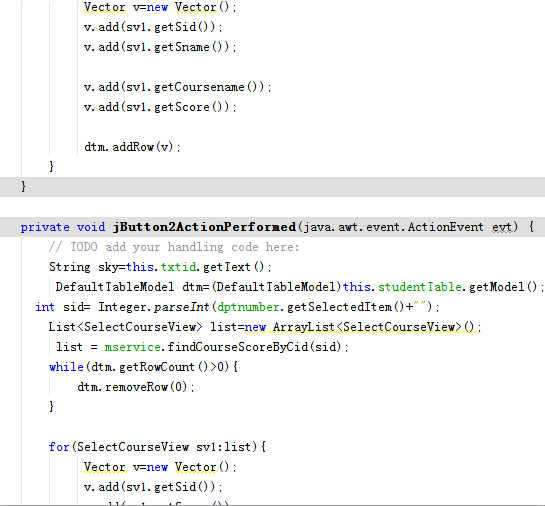 Vector v=new Vector();
v.add(sv1.getSid());
v.add(sv1.getSname());
v.add(sv1.getCoursename());
v.add(sv1.getScore());
dtm.addRow(v);
}
}
private void jButton2ActionPerformed(java.awt.event.ActionEvent evt) {
// TODO add your handling code here:
String sky=this.txtid.getText();
DefaultTableModel dtm=(DefaultTableModel)this.studentTable.getModel();
int sid= Integer.parseInt(dptnumber.getSelectedItem()+"");
List<SelectCourseView> list=new ArrayList<SelectCourseView>();
list = mservice.findCourseScoreByCid(sid);
while(dtm.getRowCount()>0){
dtm.removeRow(0);
}
for(SelectCourseView sv1:list){
Vector v=new Vector();
v.add(sv1.getSid());